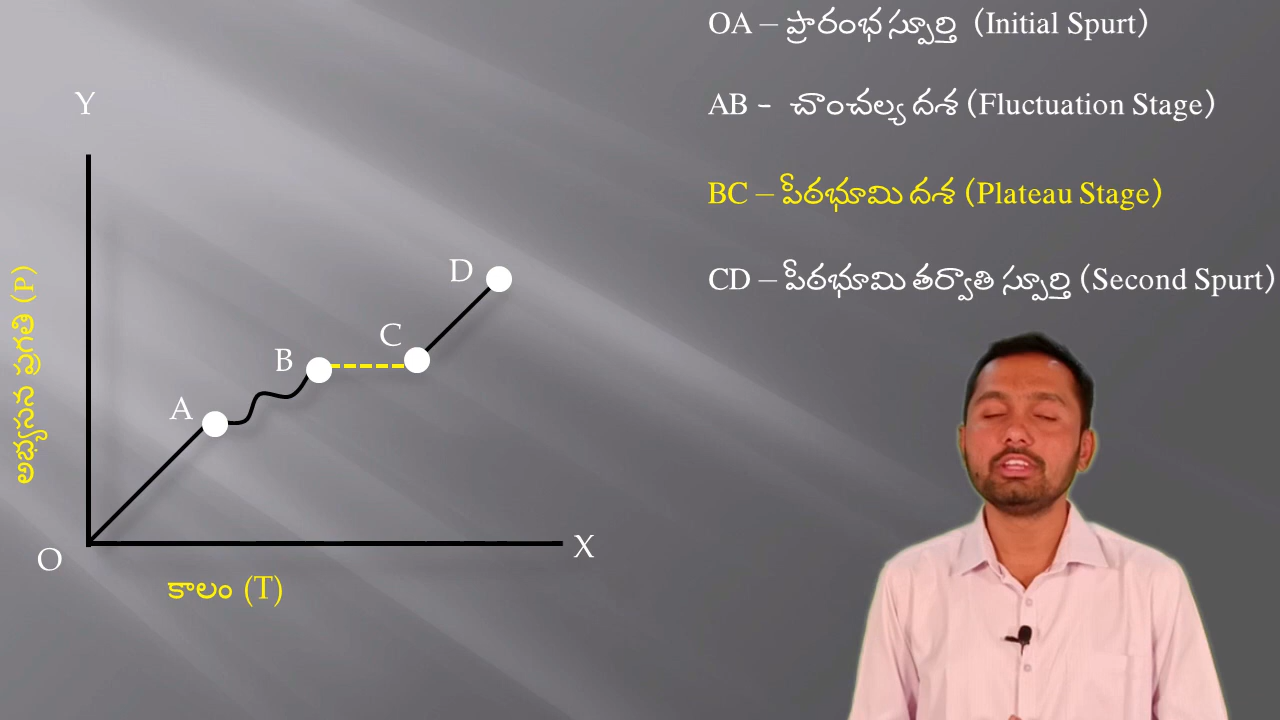 OA – ప్రారంభ స్ఫూర్తి (Initial Spurt)
AB - చాంచల్య దశ (Fluctuation Stage)
BC – పీఠభూమి దశ (Plateau Stage)
CD – పీఠభూమి తర్వాతి స్ఫూర్తి (Second Spurt)
Y
D
C
B
A
అభ్యసన ప్రగతి (P)
O
X
కాలం (T)